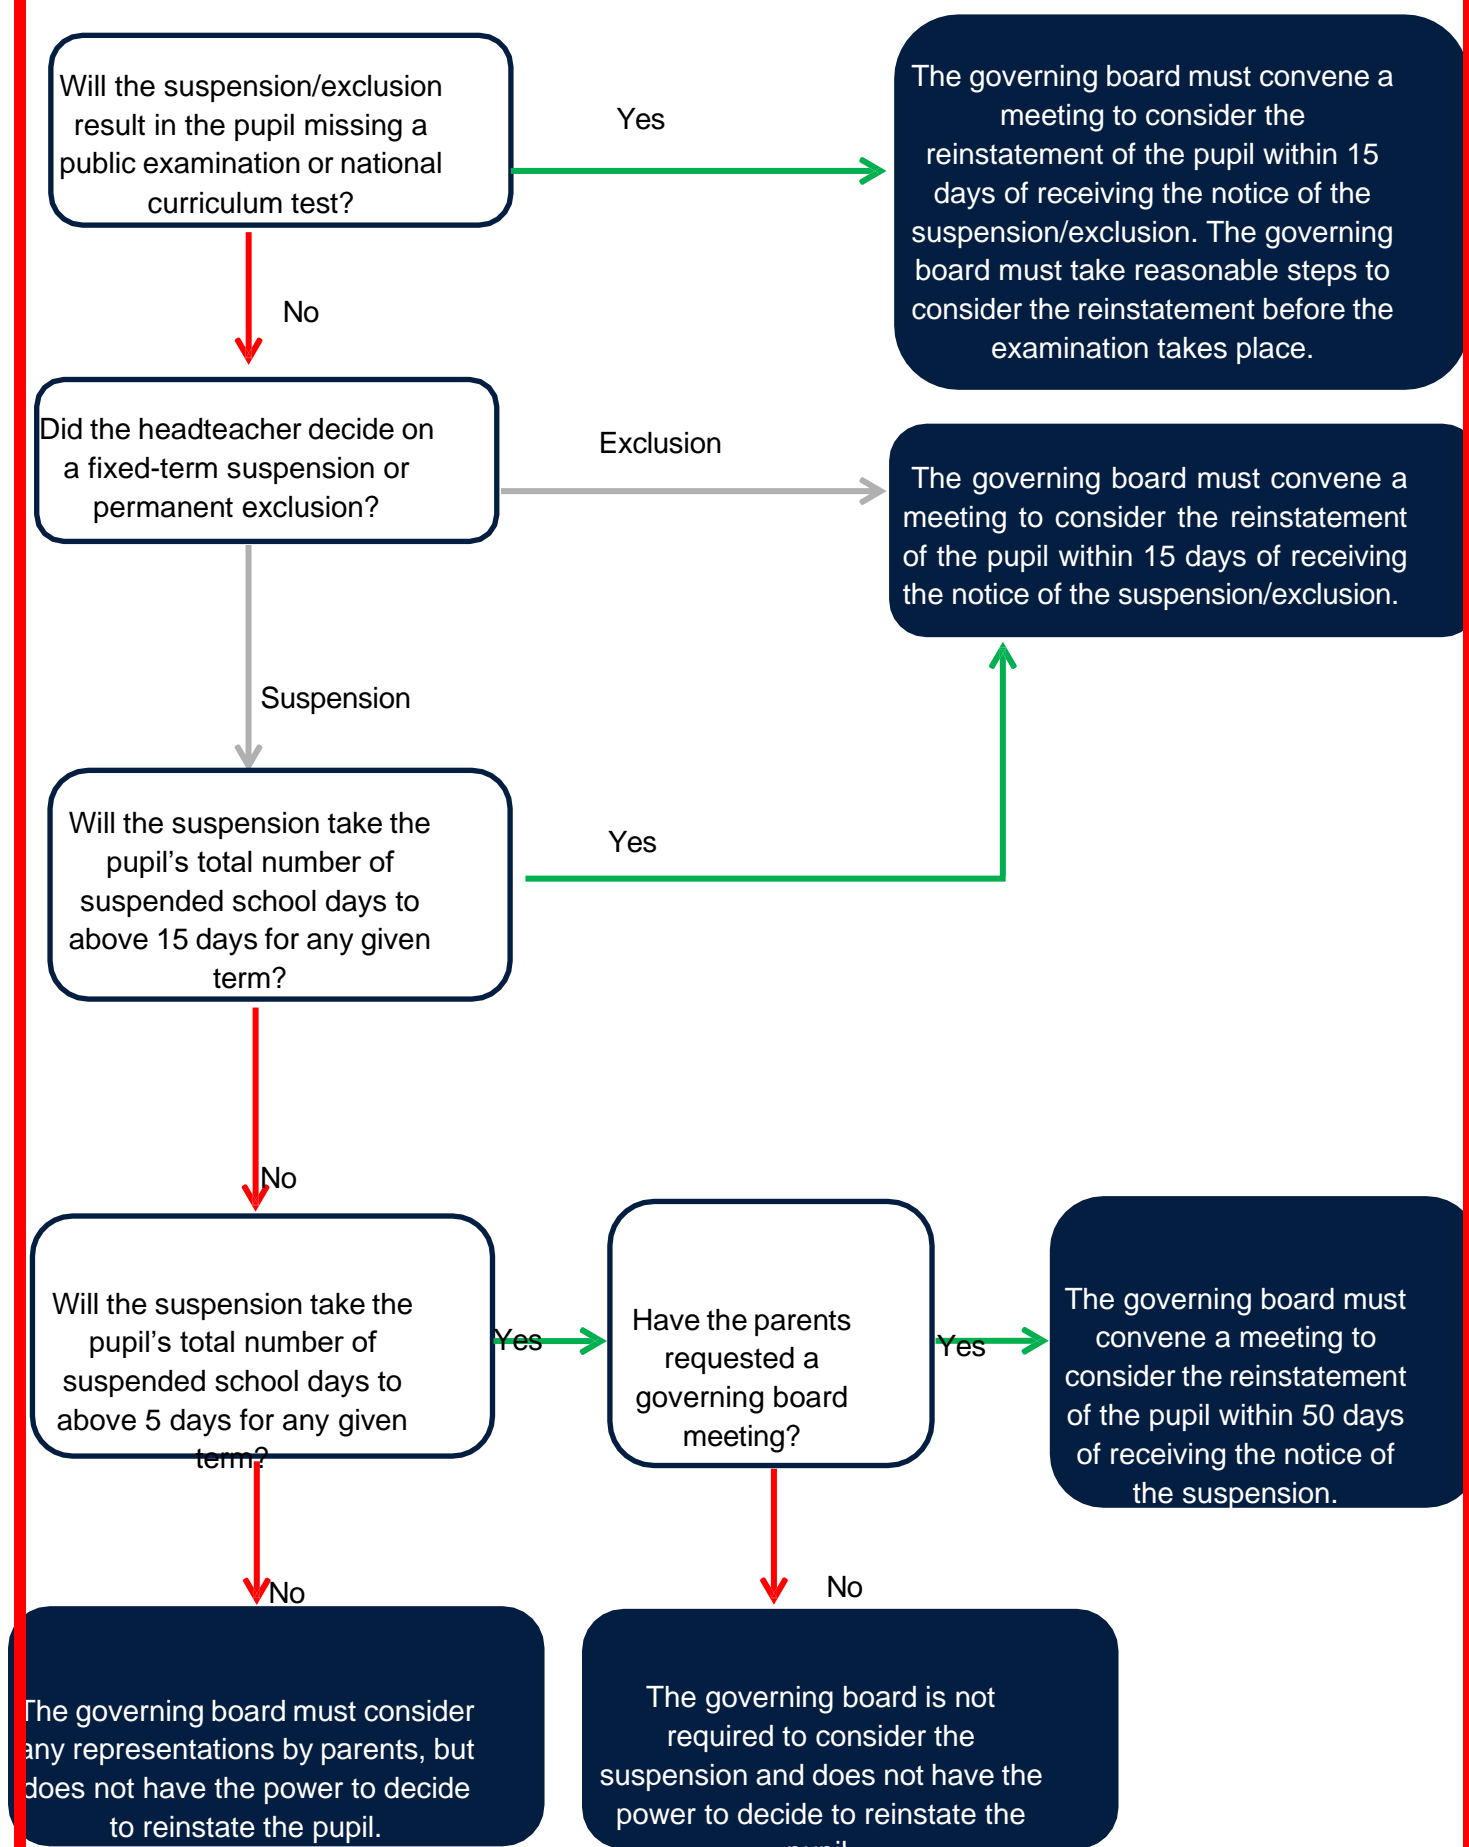 Will the suspension/exclusion
result in the pupil missing a
public examination or national
curriculum test?
Yes
The governing board must convene a
meeting to consider the
reinstatement of the pupil within 15
days of receiving the notice of the
suspension/exclusion. The governing
board must take reasonable steps to
consider the reinstatement before the
examination takes place.
No
Did the headteacher decide on
a fixed-term suspension or
permanent exclusion?
Exclusion
The governing board must convene a
meeting to consider the reinstatement
of the pupil within 15 days of receiving
the notice of the suspension/exclusion.
Suspension
Will the suspension take the
pupil’s total number of
suspended school days to
above 15 days for any given
term?
Yes
No
Will the suspension take the
pupil’s total number of
suspended school days to
above 5 days for any given
term?
Yes
Have the parents
requested a
governing board
meeting?
Yes
The governing board must
convene a meeting to
consider the reinstatement
of the pupil within 50 days
of receiving the notice of
the suspension.
No
No
The governing board must consider
any representations by parents, but
does not have the power to decide
to reinstate the pupil.
The governing board is not
required to consider the
suspension and does not have the
power to decide to reinstate the